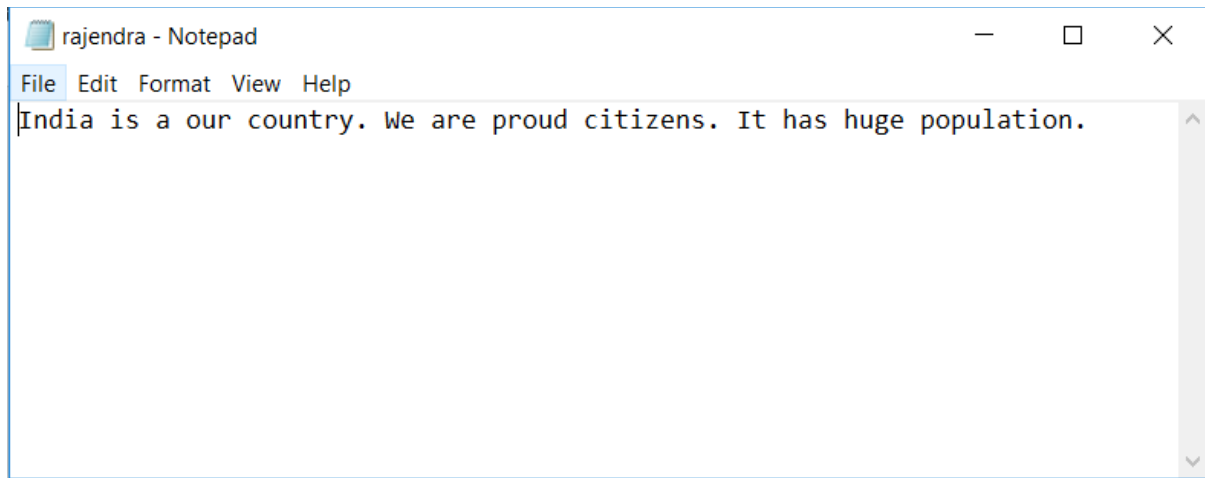 rajendra - Notepad
File Edit Format View Help
India is a our country. We are proud citizens. It has huge population.